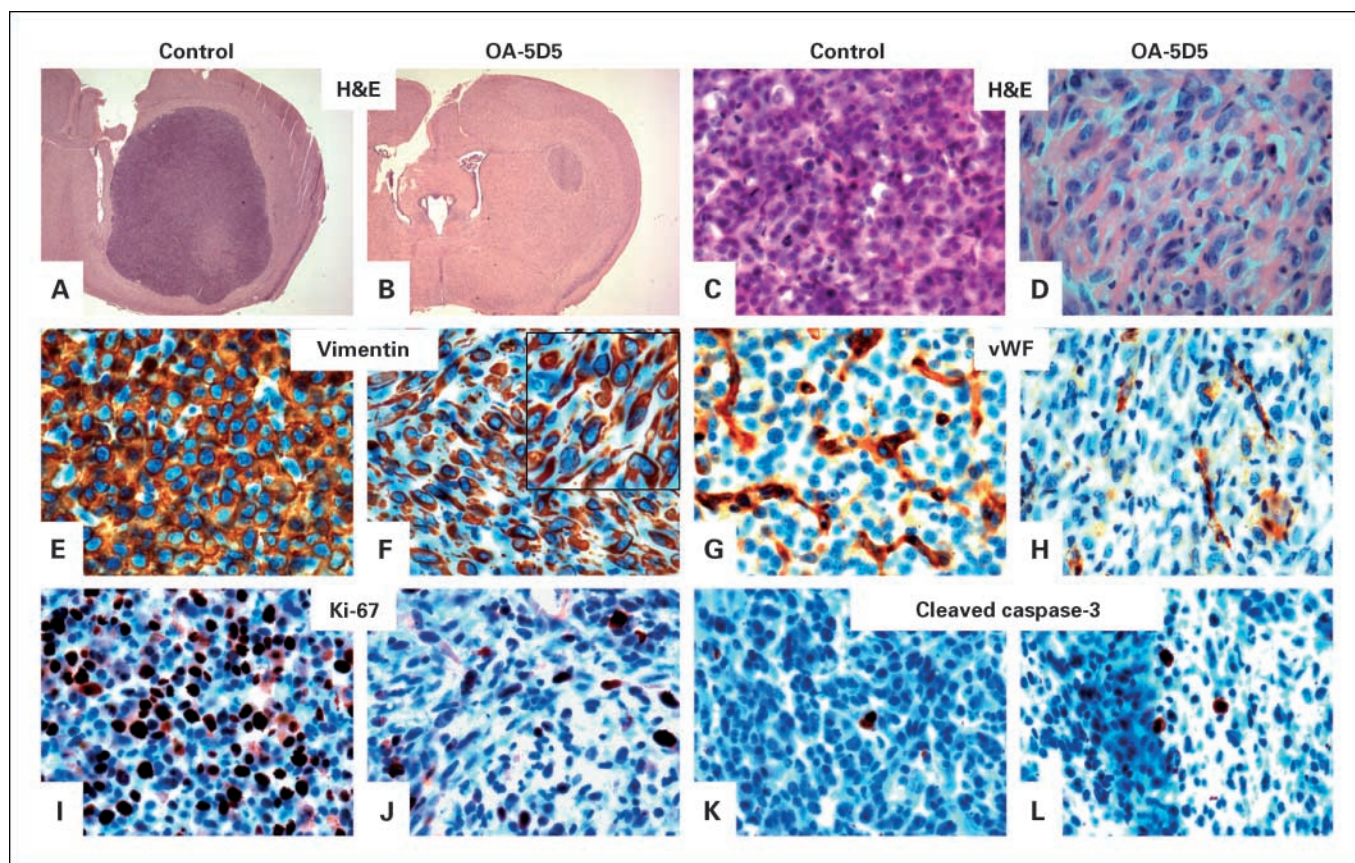 Control OA-5D5 Control OA-5D5
H&E H&E
A B C D
Vimentin vWF
E F G H
Ki-67 Cleaved caspase-3
I J K L